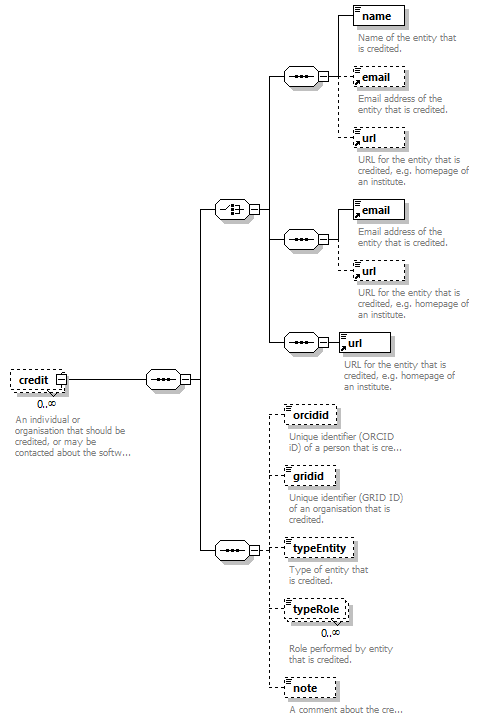 name
Name of the entity that
is credited.
email
Email address of the
entity that is credited.
url
URL for the entity that is
credited, e.g. homepage of
an institute.
email
Email address of the
entity that is credited.
url
URL for the entity that is
credited, e.g. homepage of
an institute.
url
URL for the entity that is
credited, e.g. homepage of
an institute.
credit
0..∞
An individual or
organisation that should be
credited, or may be
contacted about the softw...
orcidid
Unique identifier (ORCID
iD) of a person that is cre...
gridid
Unique identifier (GRID ID)
of an organisation that is
credited.
typeEntity
Type of entity that
is credited.
typeRole
0..∞
Role performed by entity
that is credited.
note
A comment about the cre...